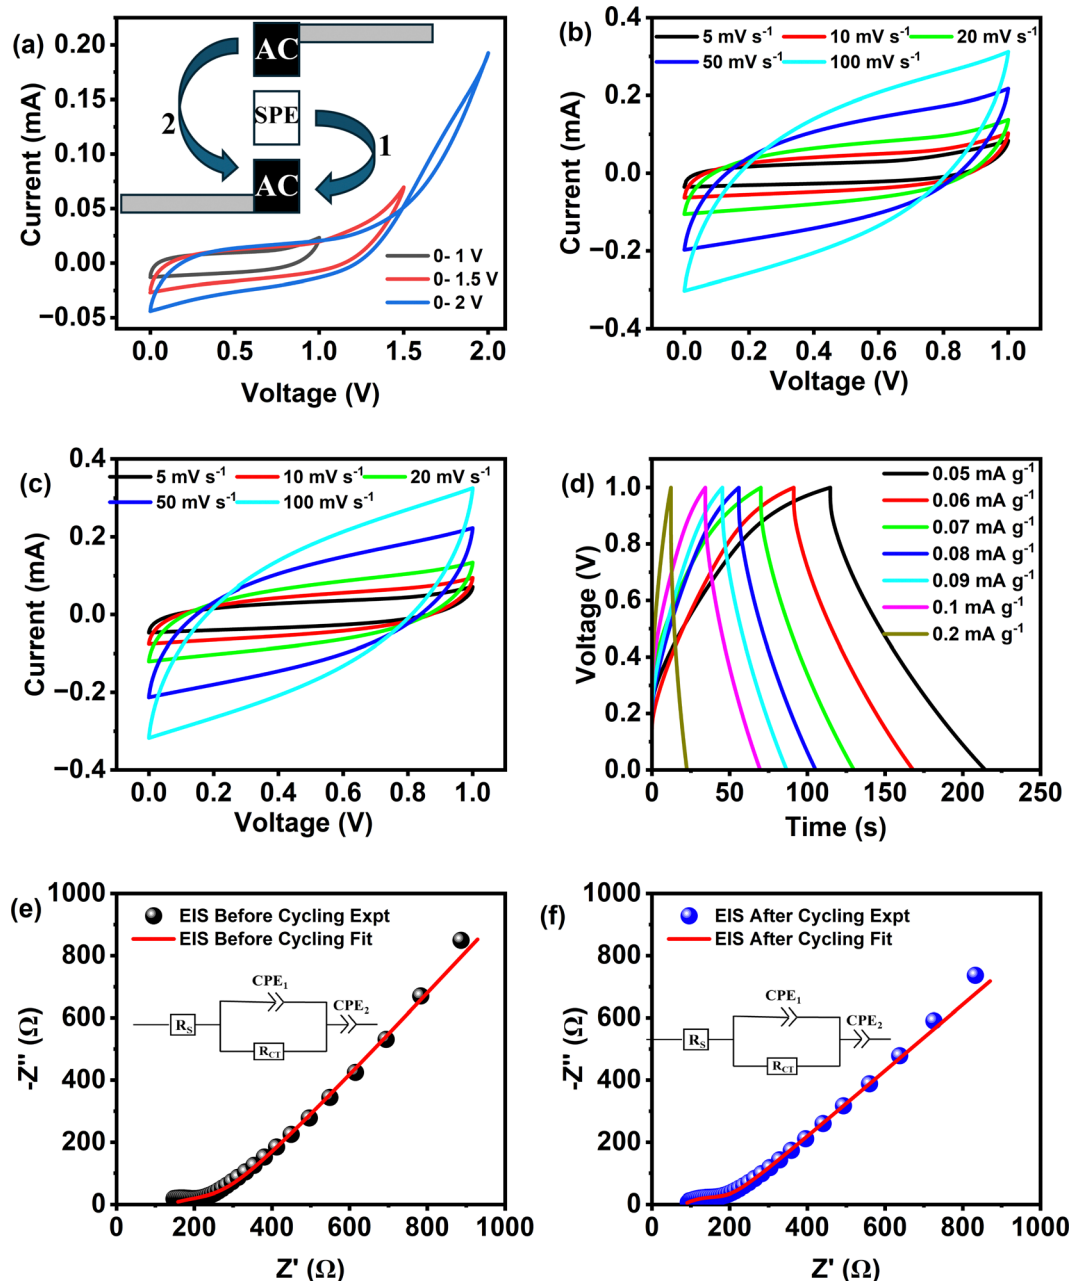 (a)
0.20
0.15
0.10
0.05
0.00
−0.05
Current (mA)
AC
SPE
AC
2
1
0- 1 V
0- 1.5 V
0- 2 V
0.0 0.5 1.0 1.5 2.0
Voltage (V)
(b)
5 mV s⁻¹ 10 mV s⁻¹ 20 mV s⁻¹
50 mV s⁻¹ 100 mV s⁻¹
0.4
0.2
0.0
−0.2
−0.4
Current (mA)
0.0 0.2 0.4 0.6 0.8 1.0
Voltage (V)
(c)
5 mV s⁻¹ 10 mV s⁻¹ 20 mV s⁻¹
50 mV s⁻¹ 100 mV s⁻¹
0.4
0.2
0.0
−0.2
−0.4
Current (mA)
0.0 0.2 0.4 0.6 0.8 1.0
Voltage (V)
(d)
0.05 mA g⁻¹
0.06 mA g⁻¹
0.07 mA g⁻¹
0.08 mA g⁻¹
0.09 mA g⁻¹
0.1 mA g⁻¹
0.2 mA g⁻¹
1.0
0.8
0.6
0.4
0.2
0.0
Voltage (V)
0 50 100 150 200 250
Time (s)
(e)
EIS Before Cycling Expt
EIS Before Cycling Fit
CPE₁
CPE₂
R_S
R_CT
1000
800
600
400
200
0
-Z'' (Ω)
0 200 400 600 800 1000
Z' (Ω)
(f)
EIS After Cycling Expt
EIS After Cycling Fit
CPE₁
CPE₂
R_S
R_CT
1000
800
600
400
200
0
-Z'' (Ω)
0 200 400 600 800 1000
Z' (Ω)